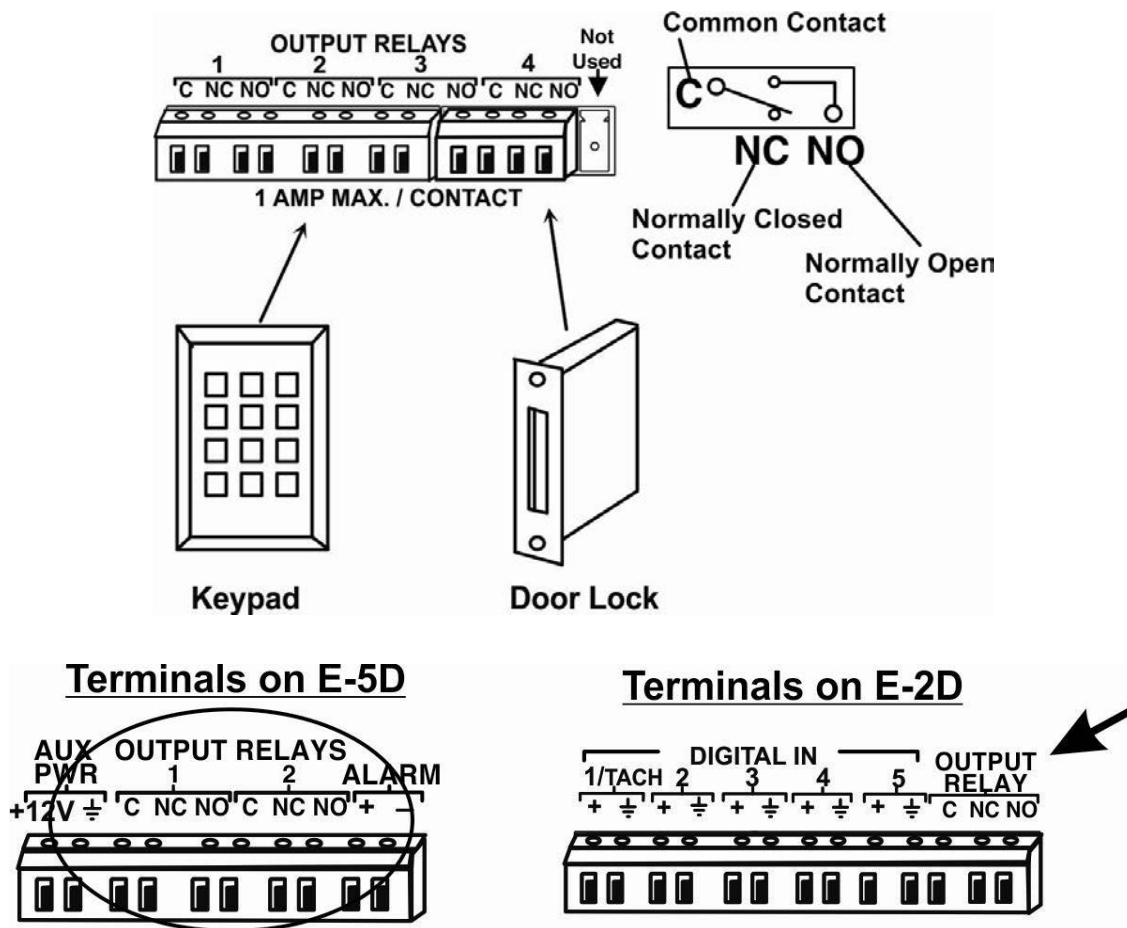 Common Contact
OUTPUT RELAYS
Not
Used
1 2 3 4
C NC NO C NC NO C NC NO C NC NO
C
NC NO
1 AMP MAX. / CONTACT
Normally Closed
Contact
Normally Open
Contact
Keypad
Door Lock
Terminals on E-5D
AUX
PWR
OUTPUT RELAYS
1 2
ALARM
+12V C NC NO C NC NO + –
Terminals on E-2D
DIGITAL IN
OUTPUT
RELAY
1/TACH 2 3 4 5
+ + + + + C NC NO